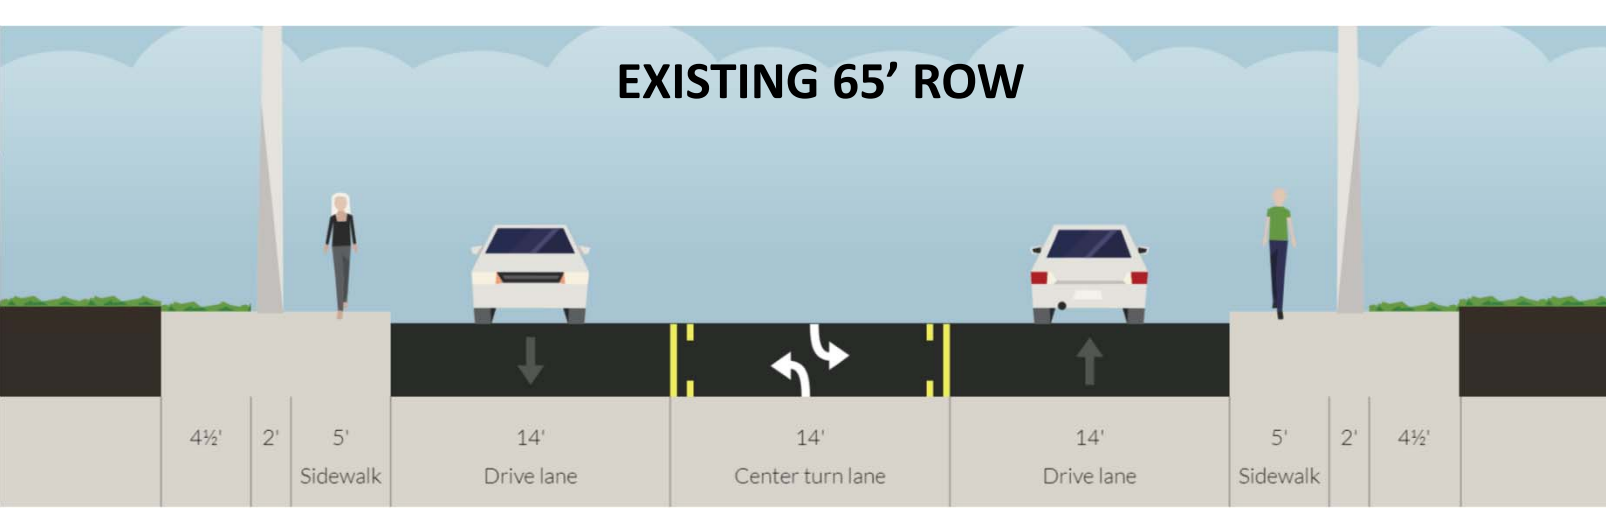 EXISTING 65’ ROW
4½' 2' 5' 14' 14' 14' 5' 2' 4½'
Sidewalk Drive lane Center turn lane Drive lane Sidewalk